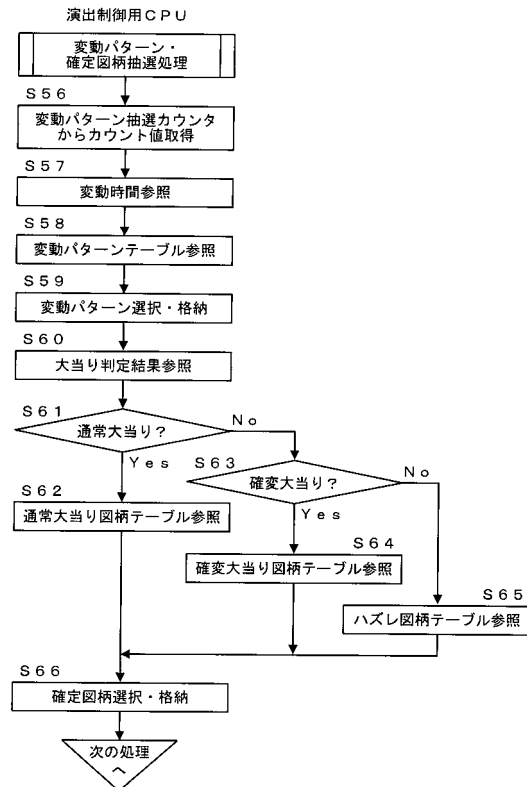 演出制御用CPU
変動パターン・
確定図柄抽選処理
S56
変動パターン抽選カウンタ
からカウント値取得
S57
変動時間参照
S58
変動パターンテーブル参照
S59
変動パターン選択・格納
S60
大当り判定結果参照
S61
通常大当り?
No
Yes
S63
確変大当り?
No
Yes
S62
通常大当り図柄テーブル参照
S64
確変大当り図柄テーブル参照
S65
ハズレ図柄テーブル参照
S66
確定図柄選択・格納
次の処理
へ